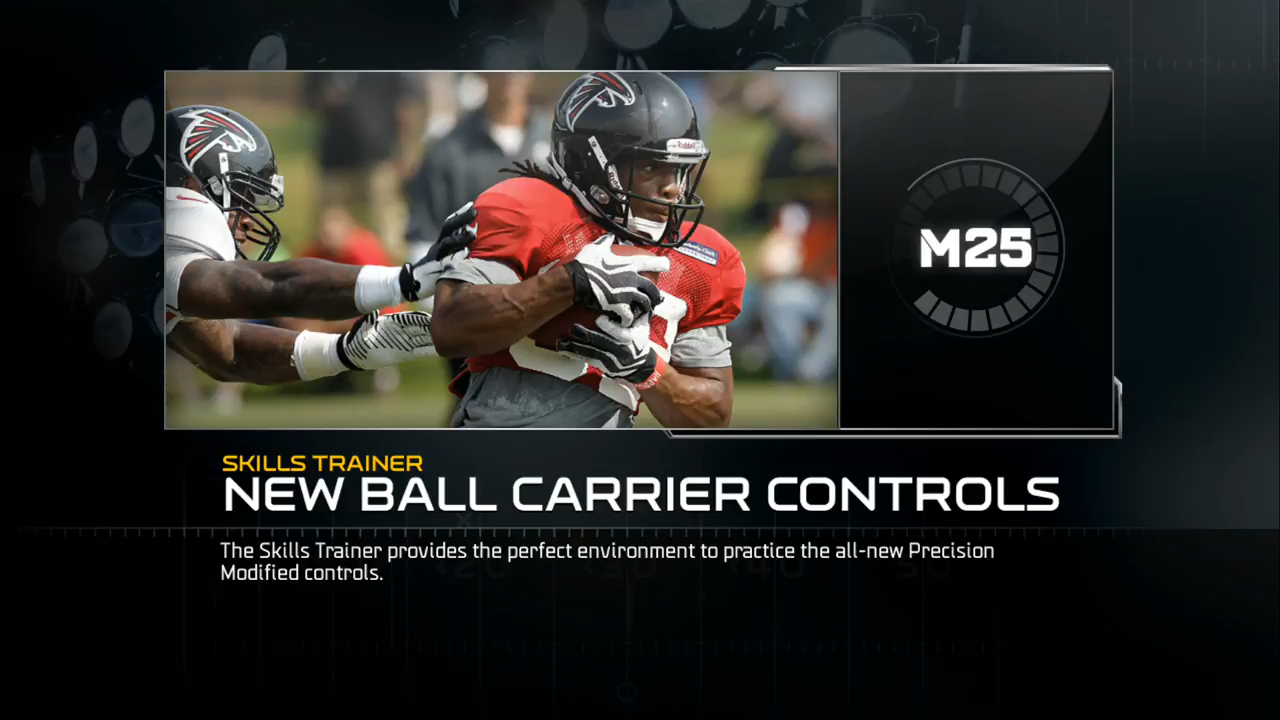 Riddell
M25
SKILLS TRAINER
NEW BALL CARRIER CONTROLS
The Skills Trainer provides the perfect environment to practice the all-new Precision
Modified controls.